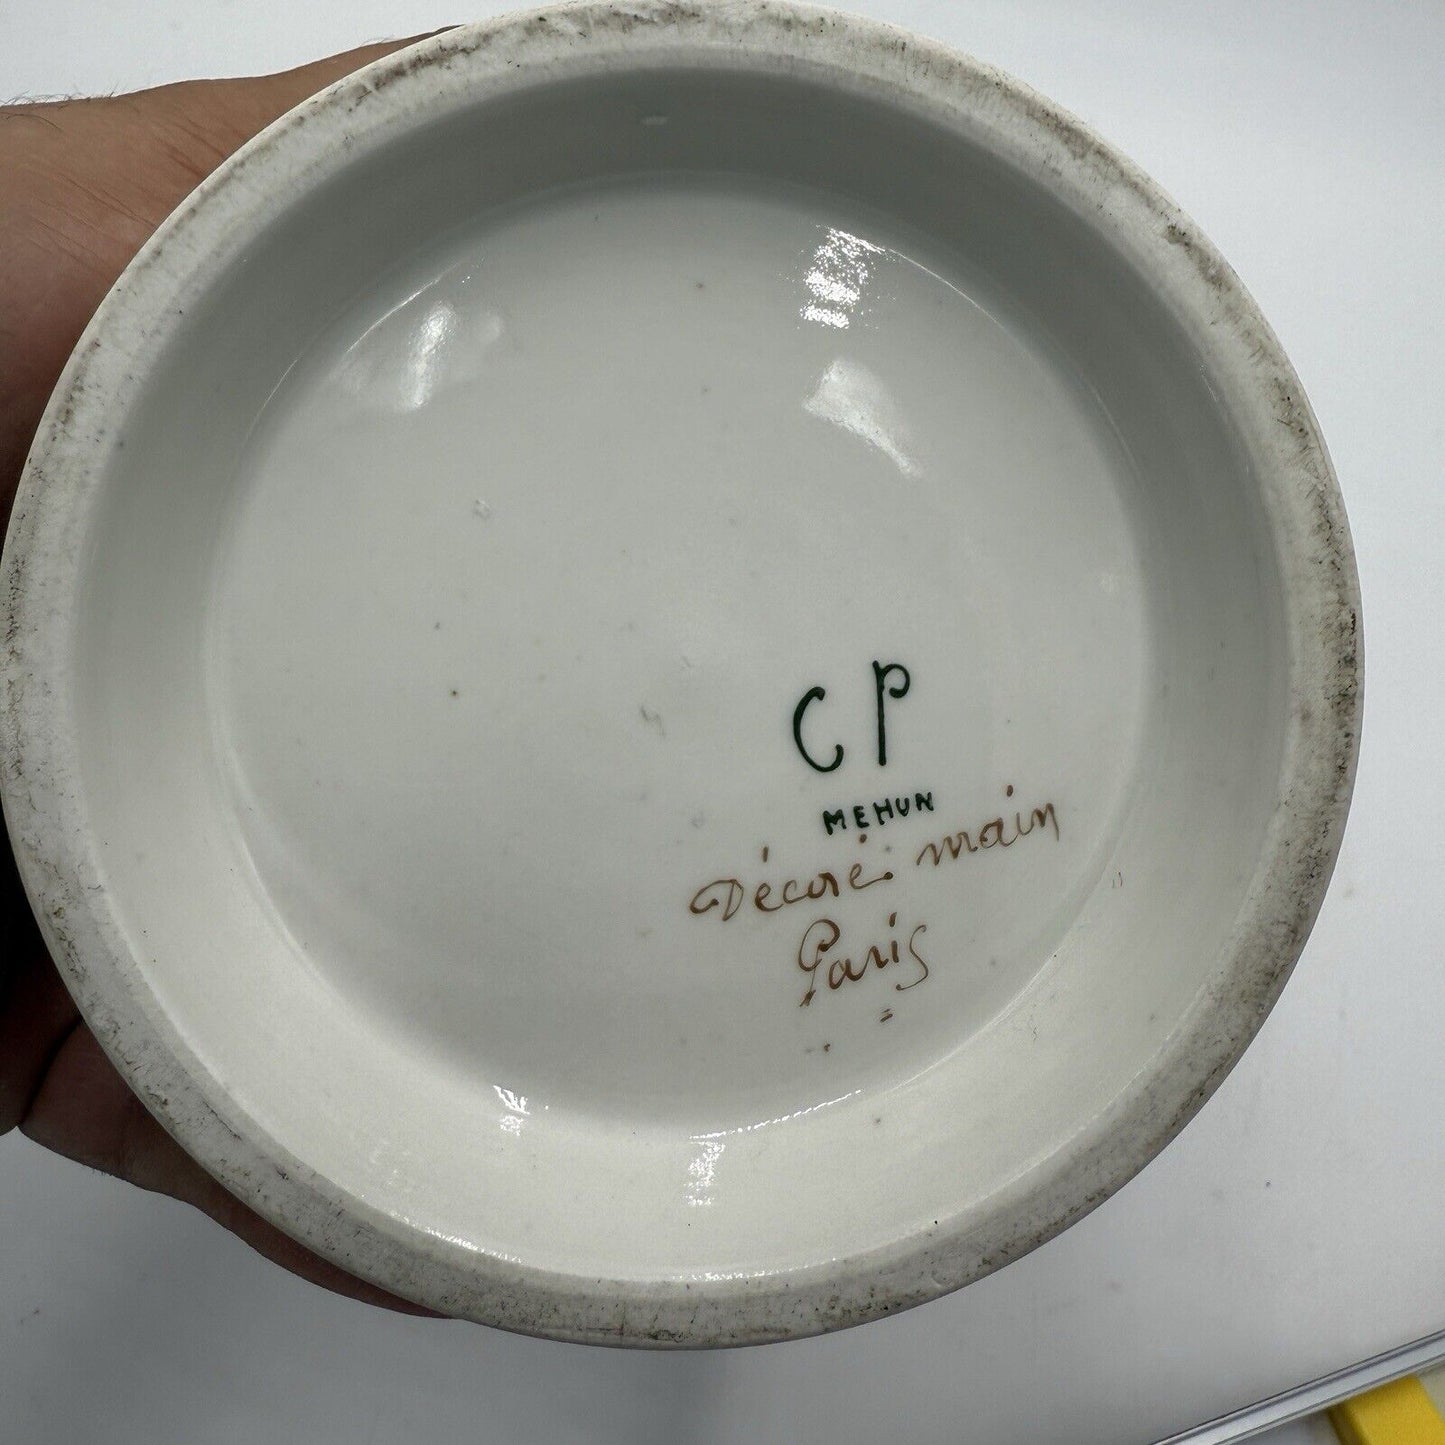 CP
MEHUN
Décoré main
Paris